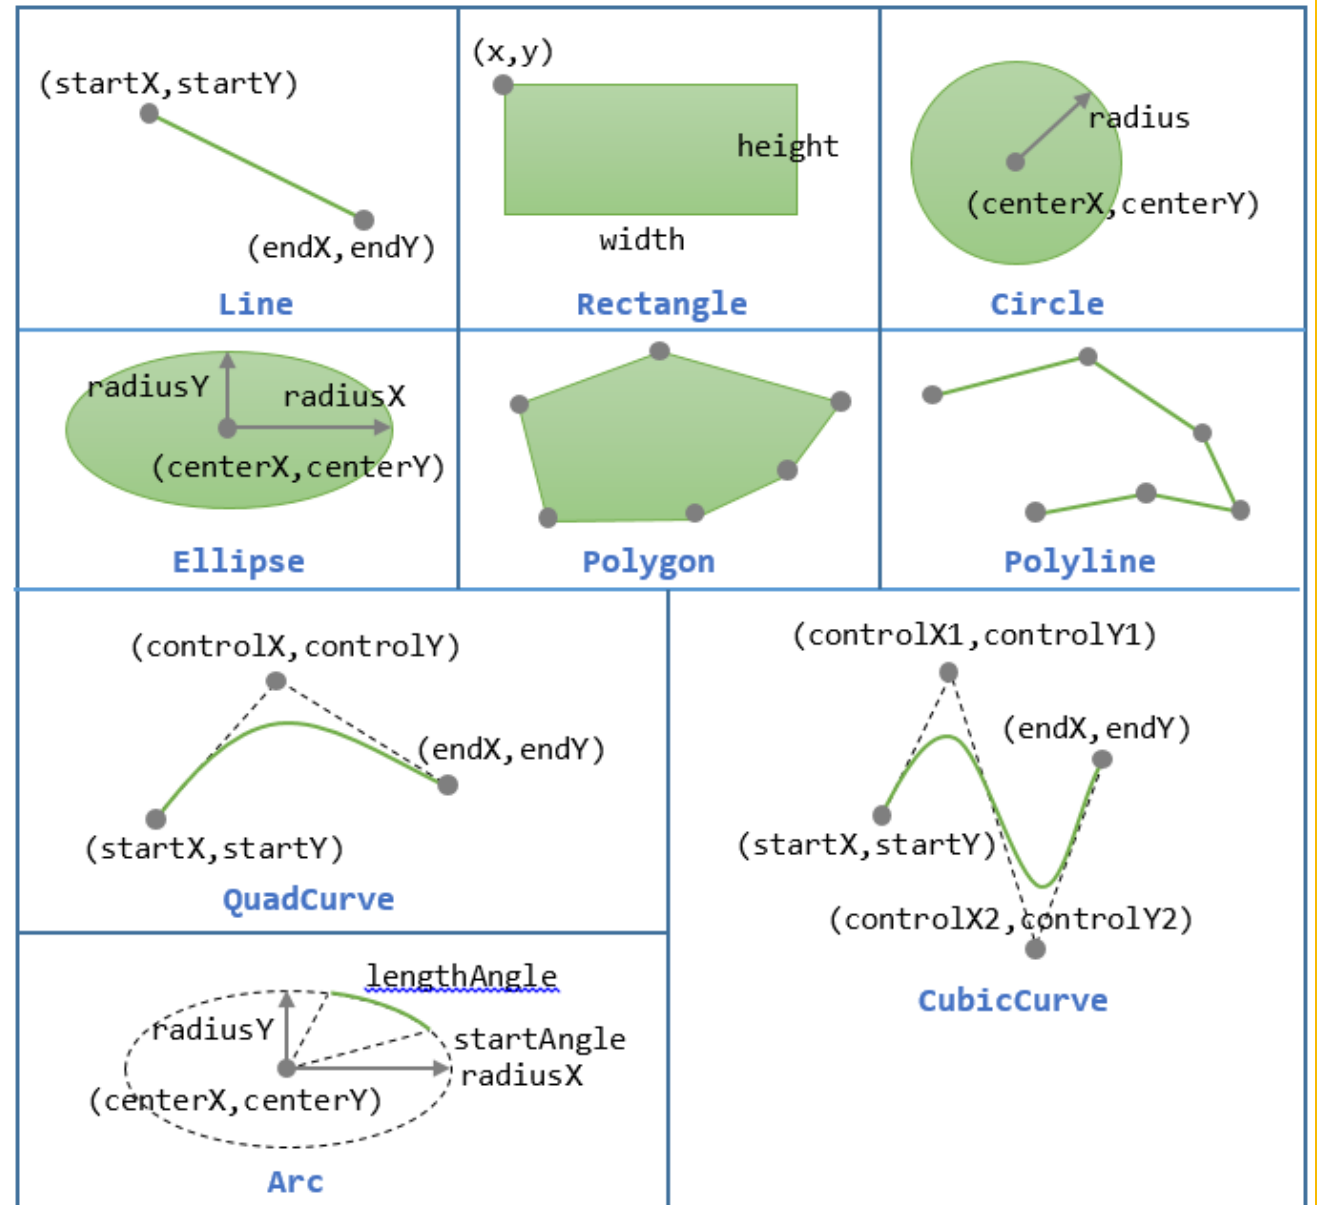 (startX,startY)
(endX,endY)
Line
(x,y)
height
width
Rectangle
radius
(centerX,centerY)
Circle
radiusY
radiusX
(centerX,centerY)
Ellipse
Polygon
Polyline
(controlX,controlY)
(endX,endY)
(startX,startY)
QuadCurve
(controlX1,controlY1)
(endX,endY)
(startX,startY)
(controlX2,controlY2)
CubicCurve
lengthAngle
radiusY
startAngle
radiusX
(centerX,centerY)
Arc